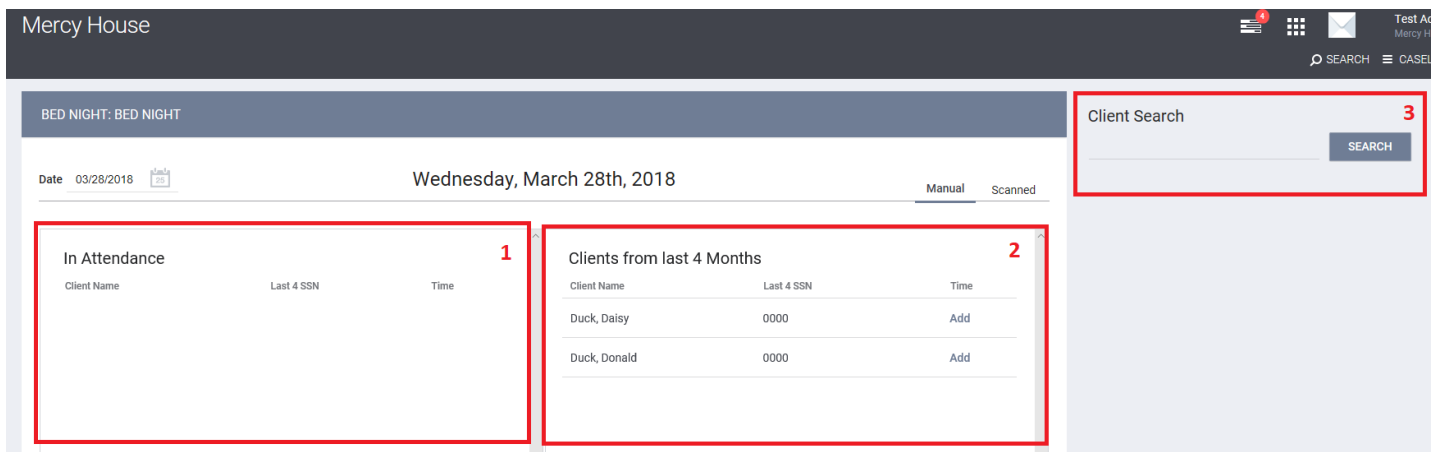 Mercy House
4
Test Ad
Mercy H
SEARCH CASEL
BED NIGHT: BED NIGHT
Date 03/28/2018 25
Wednesday, March 28th, 2018
Manual Scanned
Client Search 3
SEARCH
In Attendance 1
Client Name Last 4 SSN Time
Clients from last 4 Months 2
Client Name Last 4 SSN Time
Duck, Daisy 0000 Add
Duck, Donald 0000 Add